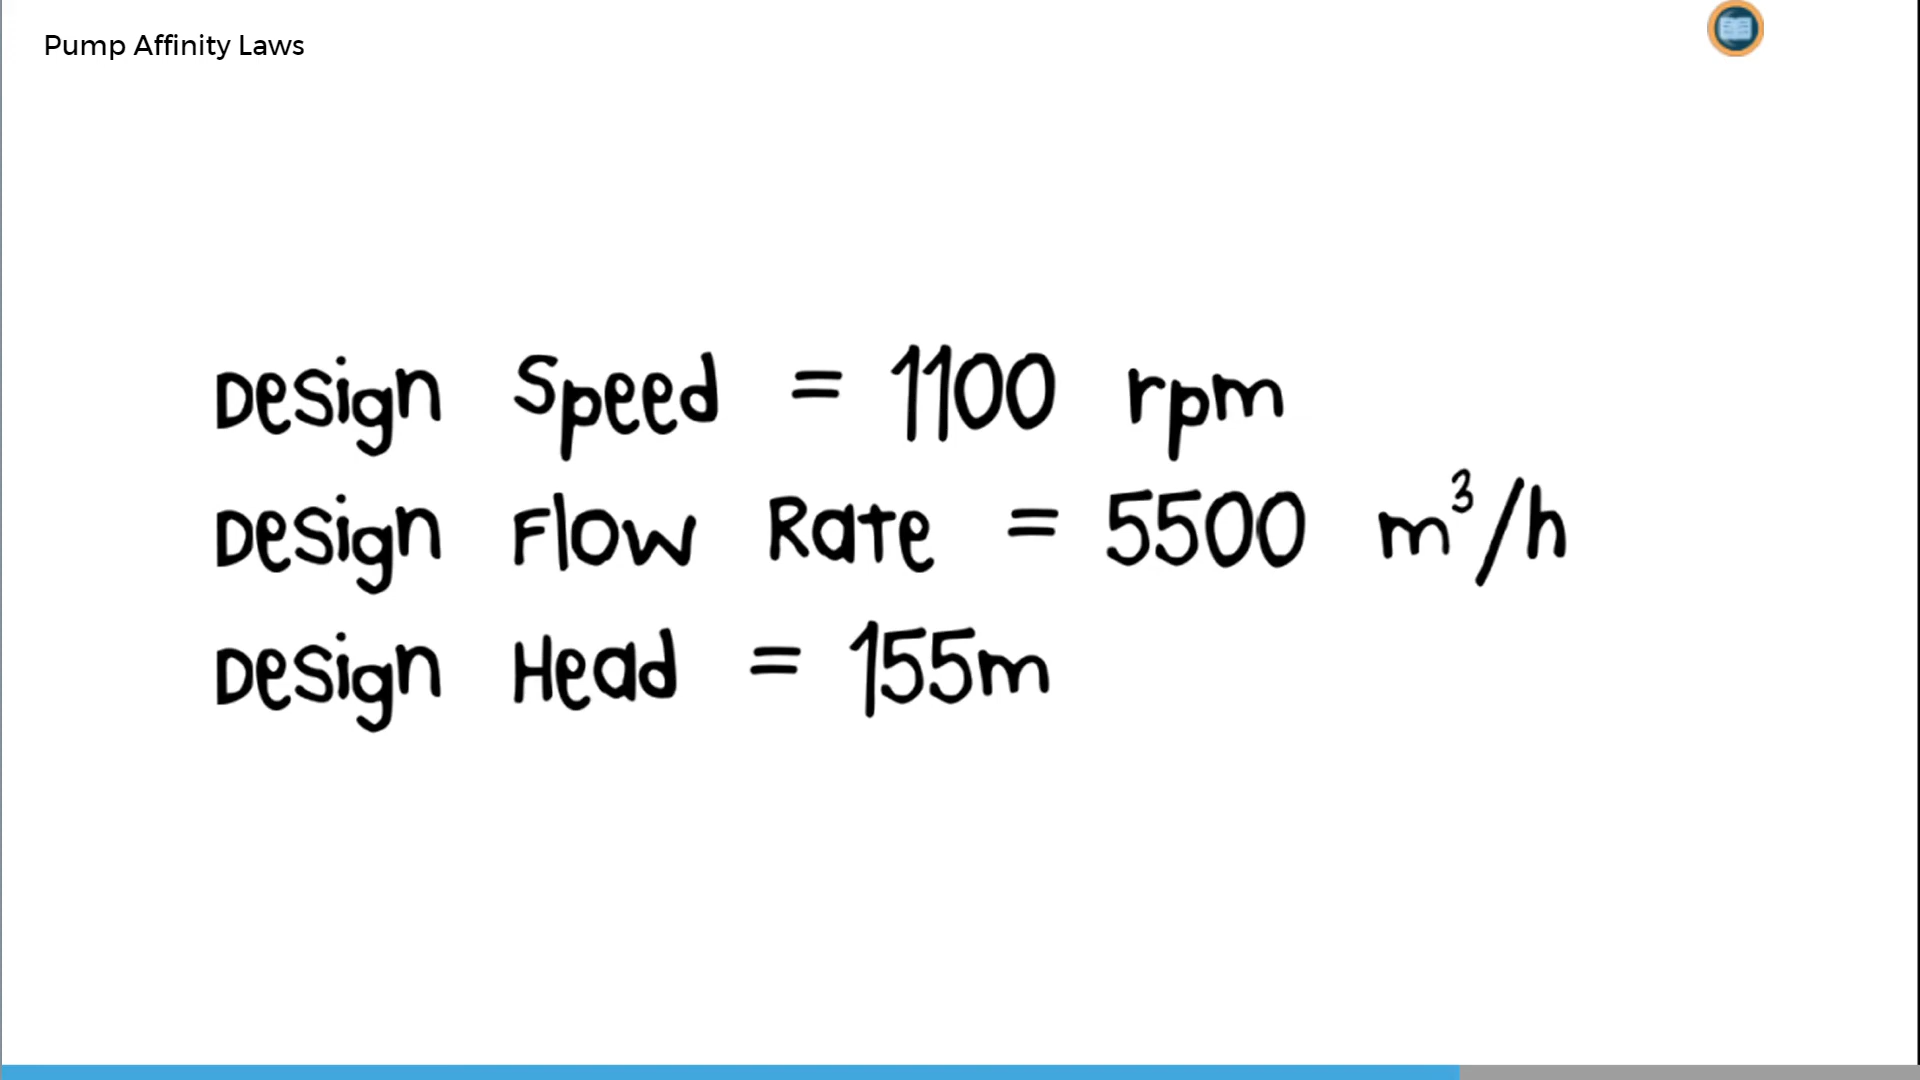 Pump Affinity Laws
Design Speed = 1100 rpm
Design Flow Rate = 5500 m³/h
Design Head = 155m